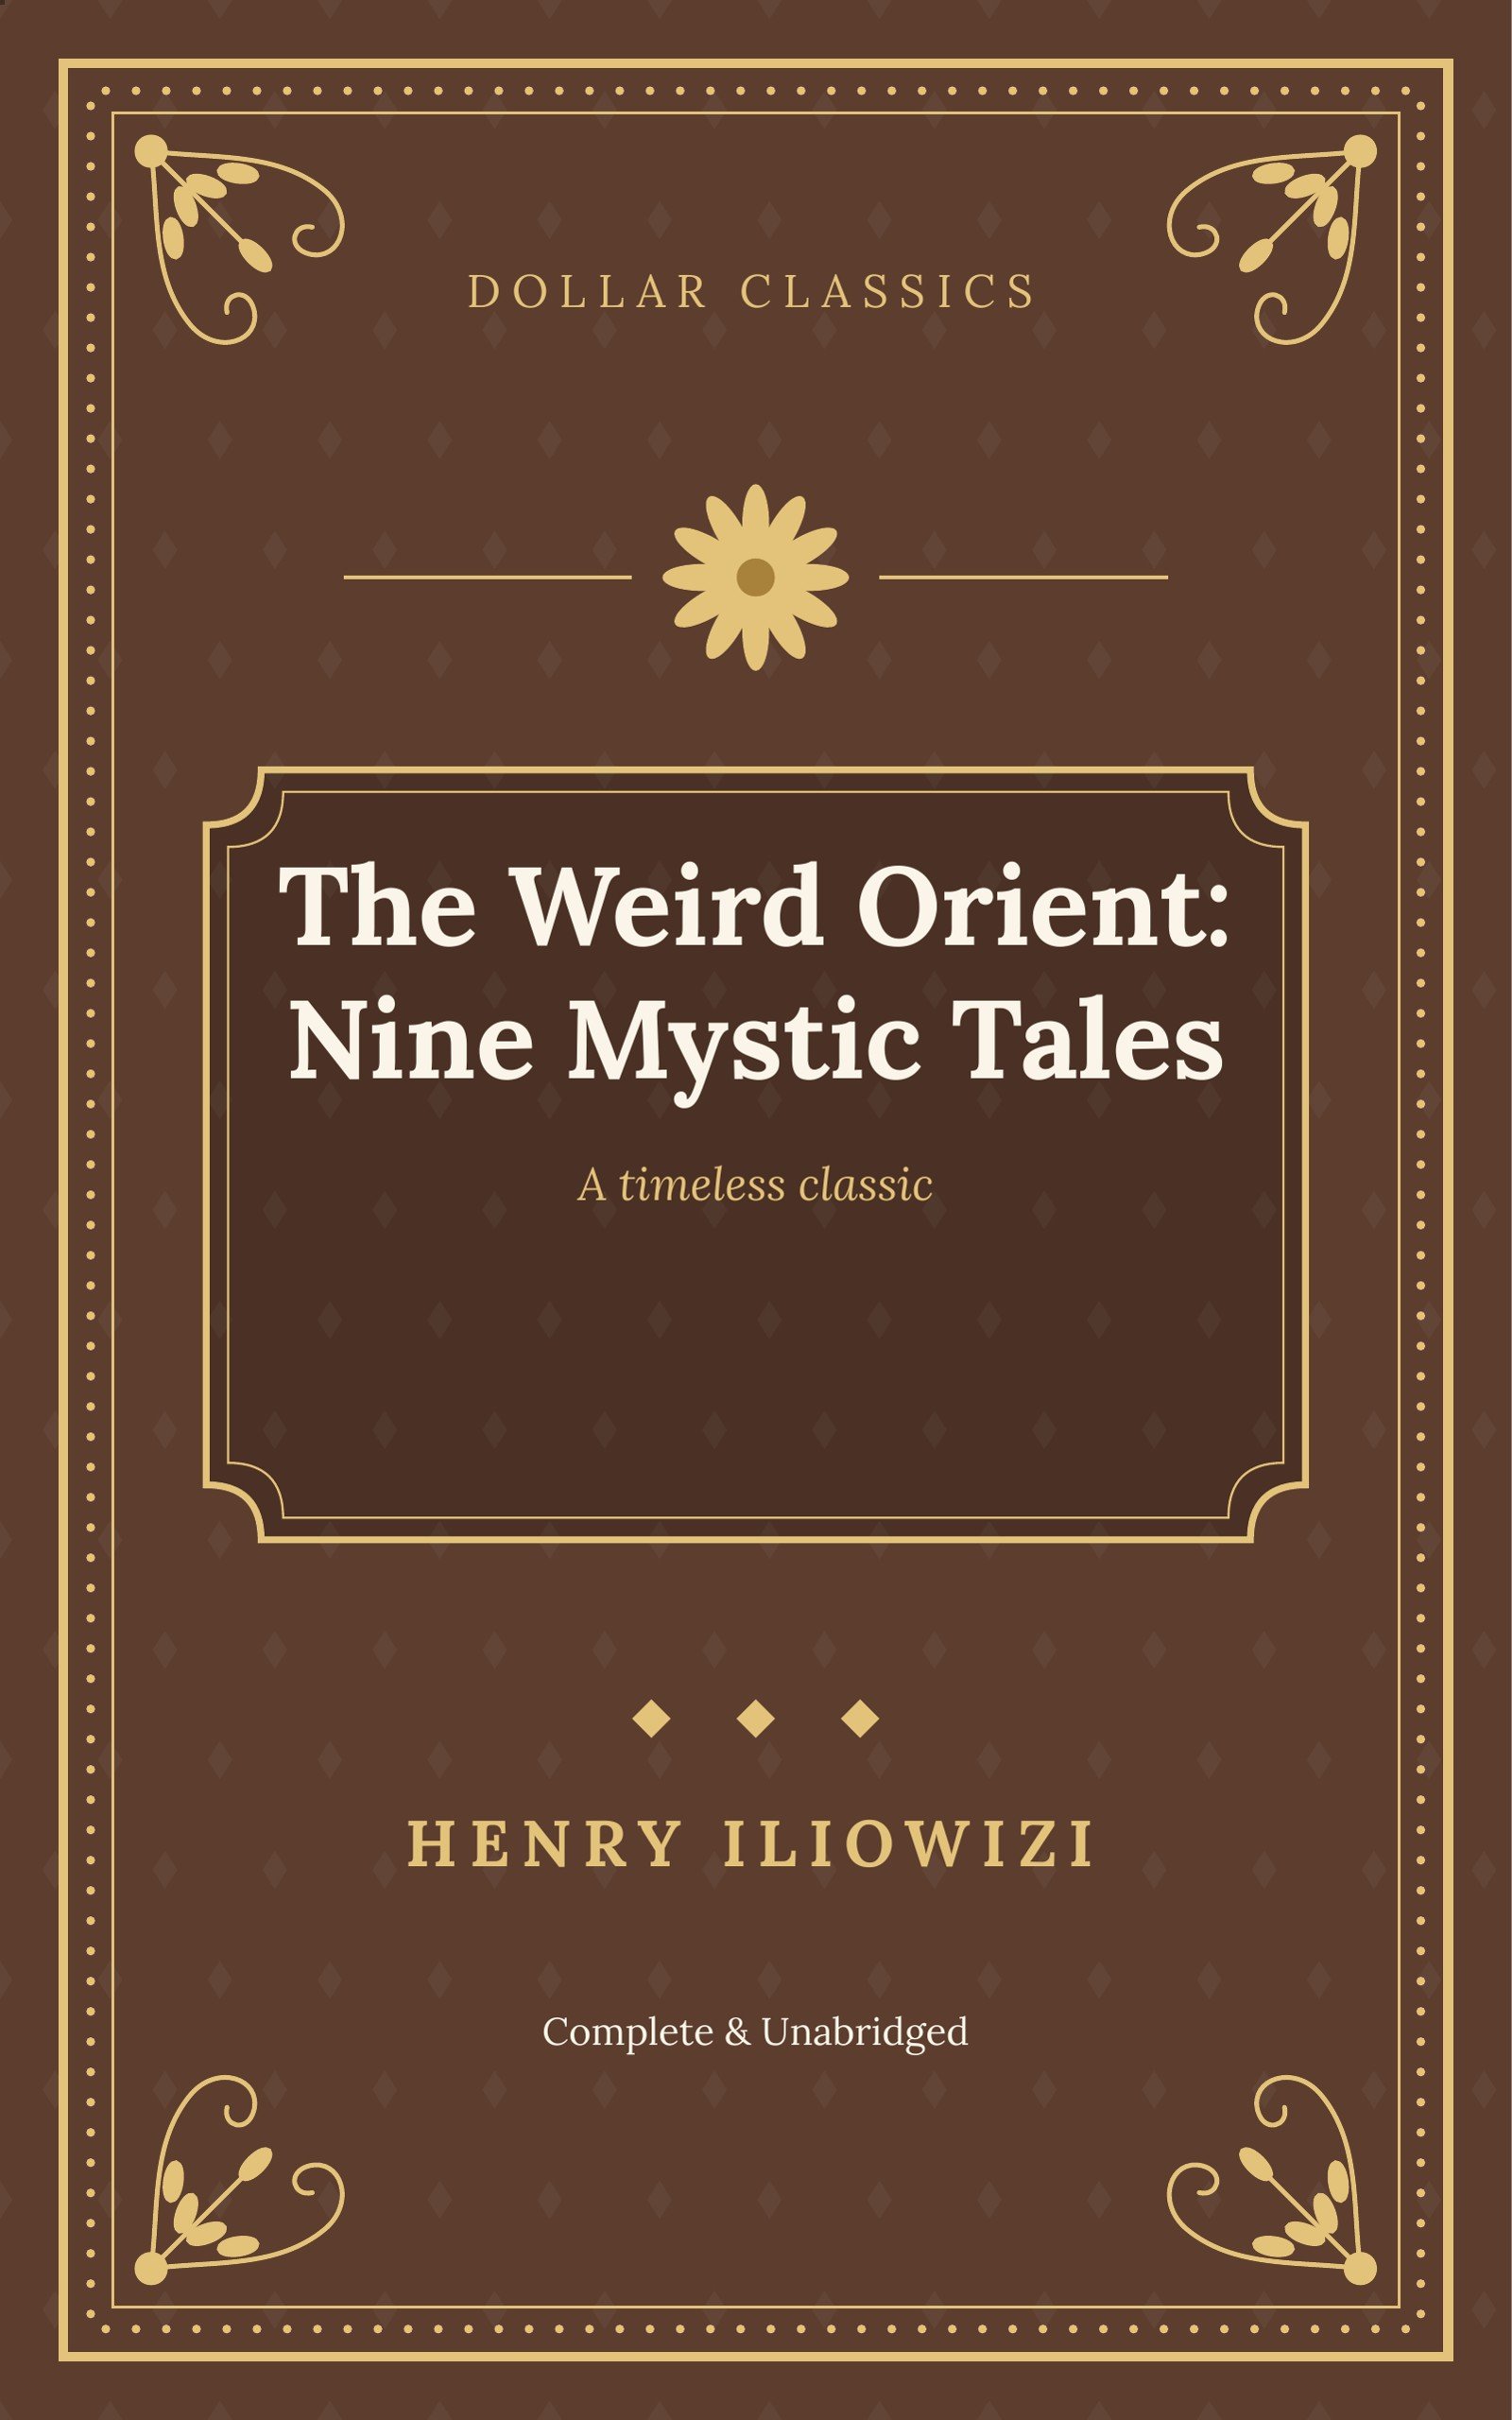 DOLLAR CLASSICS
The Weird Orient:
Nine Mystic Tales
A timeless classic
HENRY ILIOWIZI
Complete & Unabridged